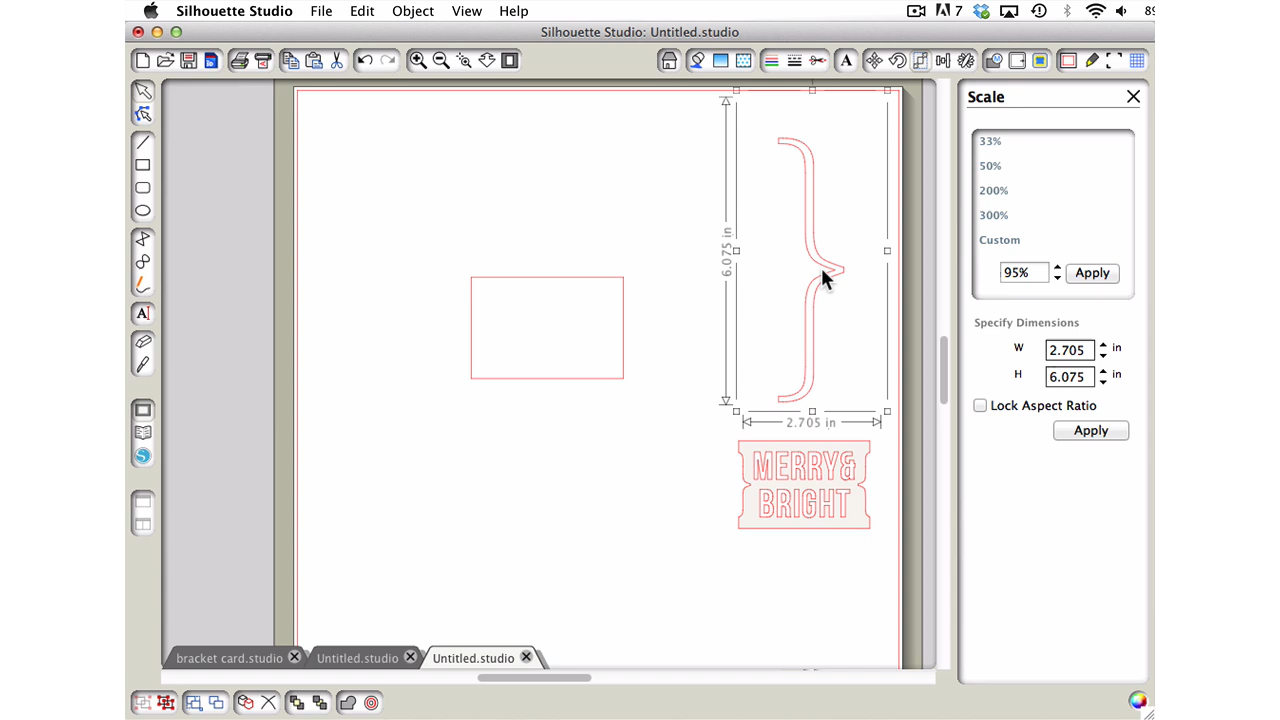 Silhouette Studio File Edit Object View Help 7 89
Silhouette Studio: Untitled.studio
A
Scale
33%
50%
200%
300%
Custom
95% Apply
Specify Dimensions
W 2.705 in
H 6.075 in
Lock Aspect Ratio
Apply
A
6.075 in
2.705 in
MERRY&
BRIGHT
bracket card.studio Untitled.studio Untitled.studio